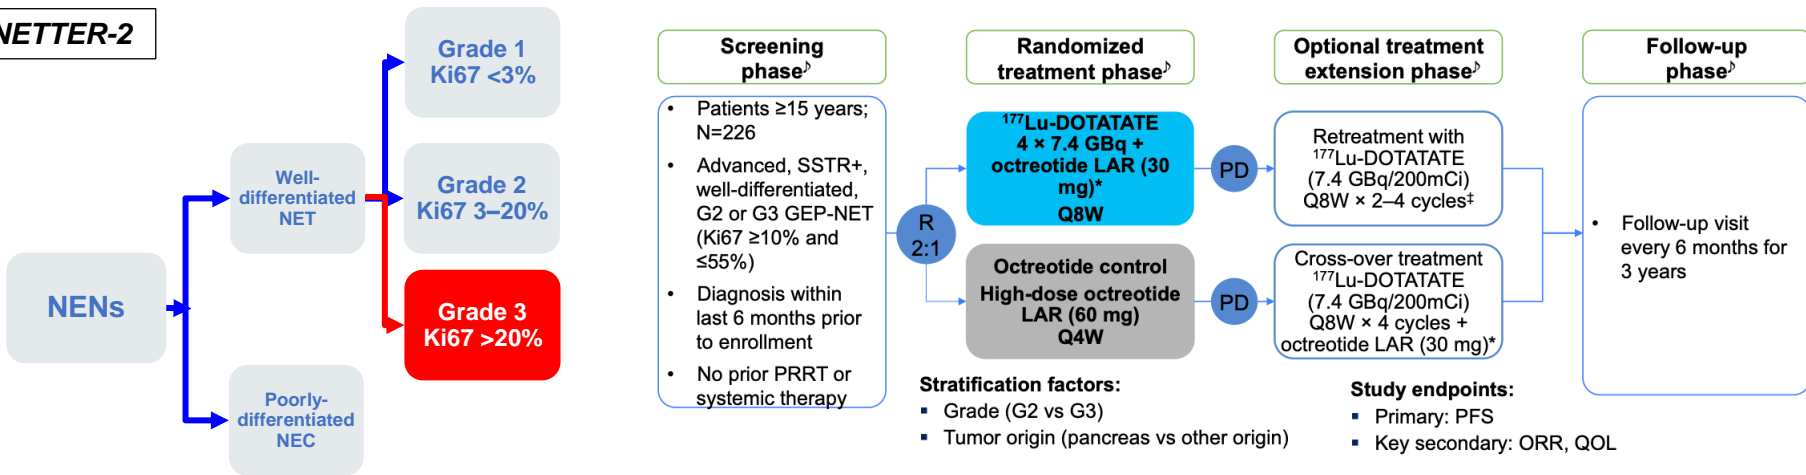 NETTER-2
NENs
Well-
differentiated
NET
Poorly-
differentiated
NEC
Grade 1
Ki67 <3%
Grade 2
Ki67 3–20%
Grade 3
Ki67 >20%
Screening
phase♪
• Patients ≥15 years;
N=226
• Advanced, SSTR+,
well-differentiated,
G2 or G3 GEP-NET
(Ki67 ≥10% and
≤55%)
• Diagnosis within
last 6 months prior
to enrollment
• No prior PRRT or
systemic therapy
R
2:1
Randomized
treatment phase♪
¹⁷⁷Lu-DOTATATE
4 × 7.4 GBq +
octreotide LAR (30
mg)*
Q8W
Octreotide control
High-dose octreotide
LAR (60 mg)
Q4W
PD
PD
Optional treatment
extension phase♪
Retreatment with
¹⁷⁷Lu-DOTATATE
(7.4 GBq/200mCi)
Q8W × 2–4 cycles‡
Cross-over treatment
¹⁷⁷Lu-DOTATATE
(7.4 GBq/200mCi)
Q8W × 4 cycles +
octreotide LAR (30 mg)*
Follow-up
phase♪
• Follow-up visit
every 6 months for
3 years
Stratification factors:
▪ Grade (G2 vs G3)
▪ Tumor origin (pancreas vs other origin)
Study endpoints:
▪ Primary: PFS
▪ Key secondary: ORR, QOL